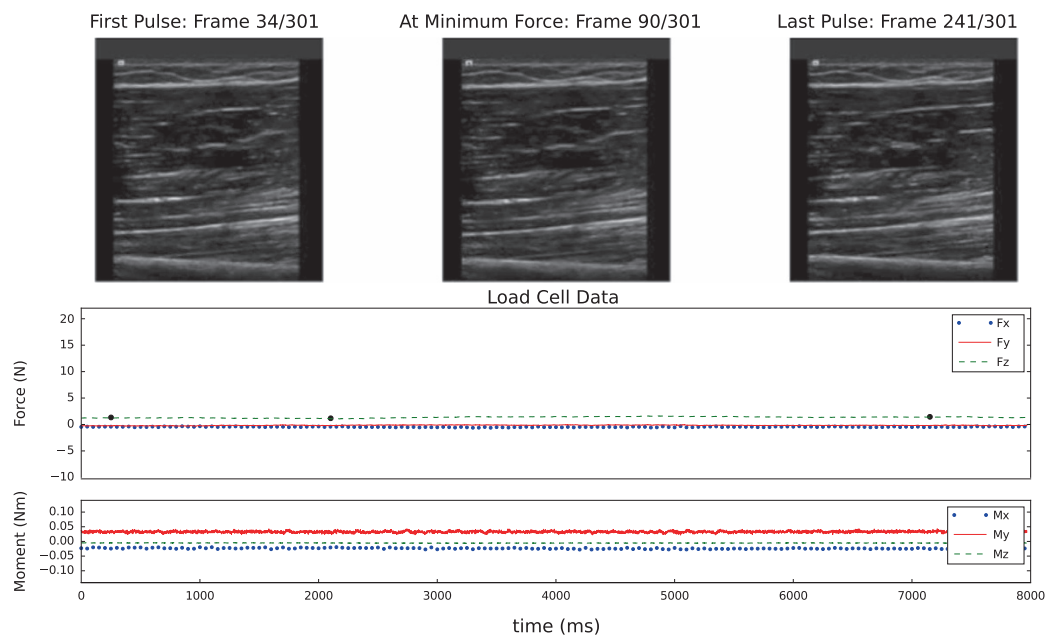 First Pulse: Frame 34/301
At Minimum Force: Frame 90/301
Last Pulse: Frame 241/301
Load Cell Data
Force (N)
20
15
10
5
0
−5
−10
Fx
Fy
Fz
Moment (Nm)
0.10
0.05
0.00
−0.05
−0.10
Mx
My
Mz
0 1000 2000 3000 4000 5000 6000 7000 8000
time (ms)